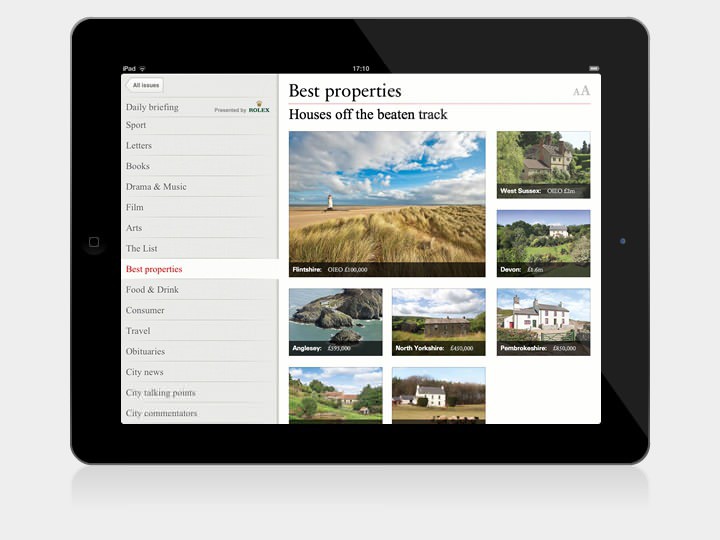 iPad
17:10
All issues
Daily briefing
Presented by ROLEX
Sport
Letters
Books
Drama & Music
Film
Arts
The List
Best properties
Food & Drink
Consumer
Travel
Obituaries
City news
City talking points
City commentators
Best properties
AA
Houses off the beaten track
Flintshire: OIEO £100,000
West Sussex: OIEO £2m
Devon: £1.6m
Anglesey: £595,000
North Yorkshire: £450,000
Pembrokeshire: £850,000